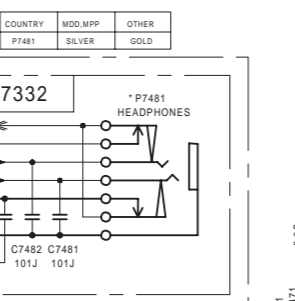 COUNTRY MDD,MPP OTHER
P7481 SILVER GOLD
7332
* P7481
HEADPHONES
C7482 C7481
101J 101J